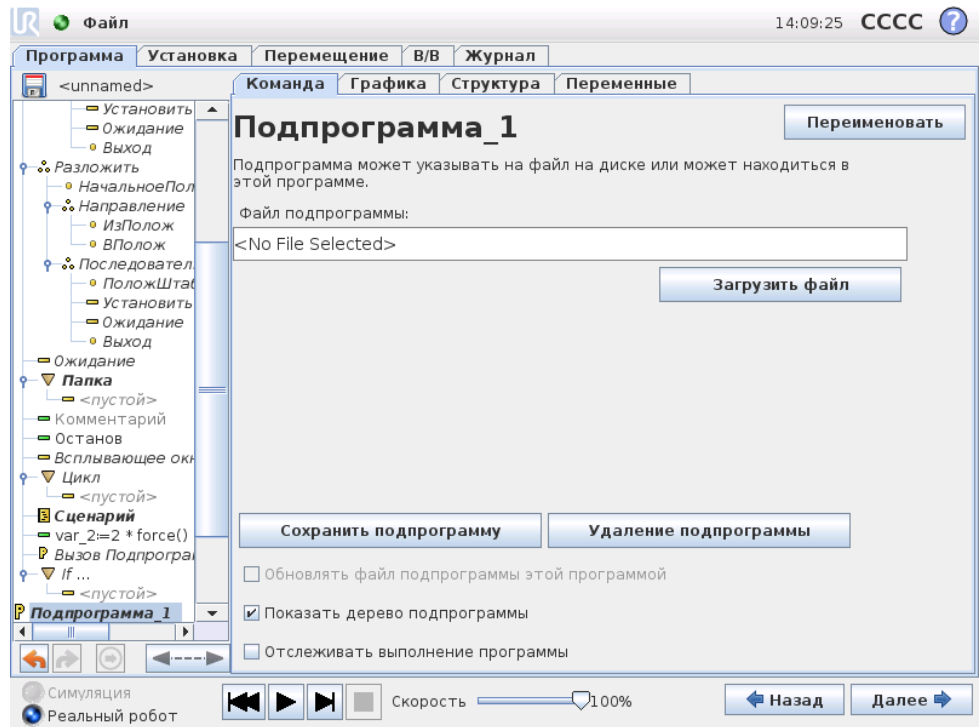 UR Файл 14:09:25 CCCC ?
Программа Установка Перемещение В/В Журнал
<unnamed>
Команда Графика Структура Переменные
Установить
Ожидание
Выход
Разложить
НачальноеПол
Направление
ИзПолож
ВПолож
Последовател
ПоложШтаб
Установить
Ожидание
Выход
Ожидание
Папка
<пустой>
Комментарий
Останов
Всплывающее окн
Цикл
<пустой>
Сценарий
var_2:=2 * force()
Вызов Подпрограм
If ...
<пустой>
Подпрограмма_1
Подпрограмма_1
Переименовать
Подпрограмма может указывать на файл на диске или может находиться в
этой программе.
Файл подпрограммы:
<No File Selected>
Загрузить файл
Сохранить подпрограмму Удаление подпрограммы
Обновлять файл подпрограммы этой программой
Показать дерево подпрограммы
Отслеживать выполнение программы
Симуляция
Реальный робот
Скорость 100%
Назад Далее